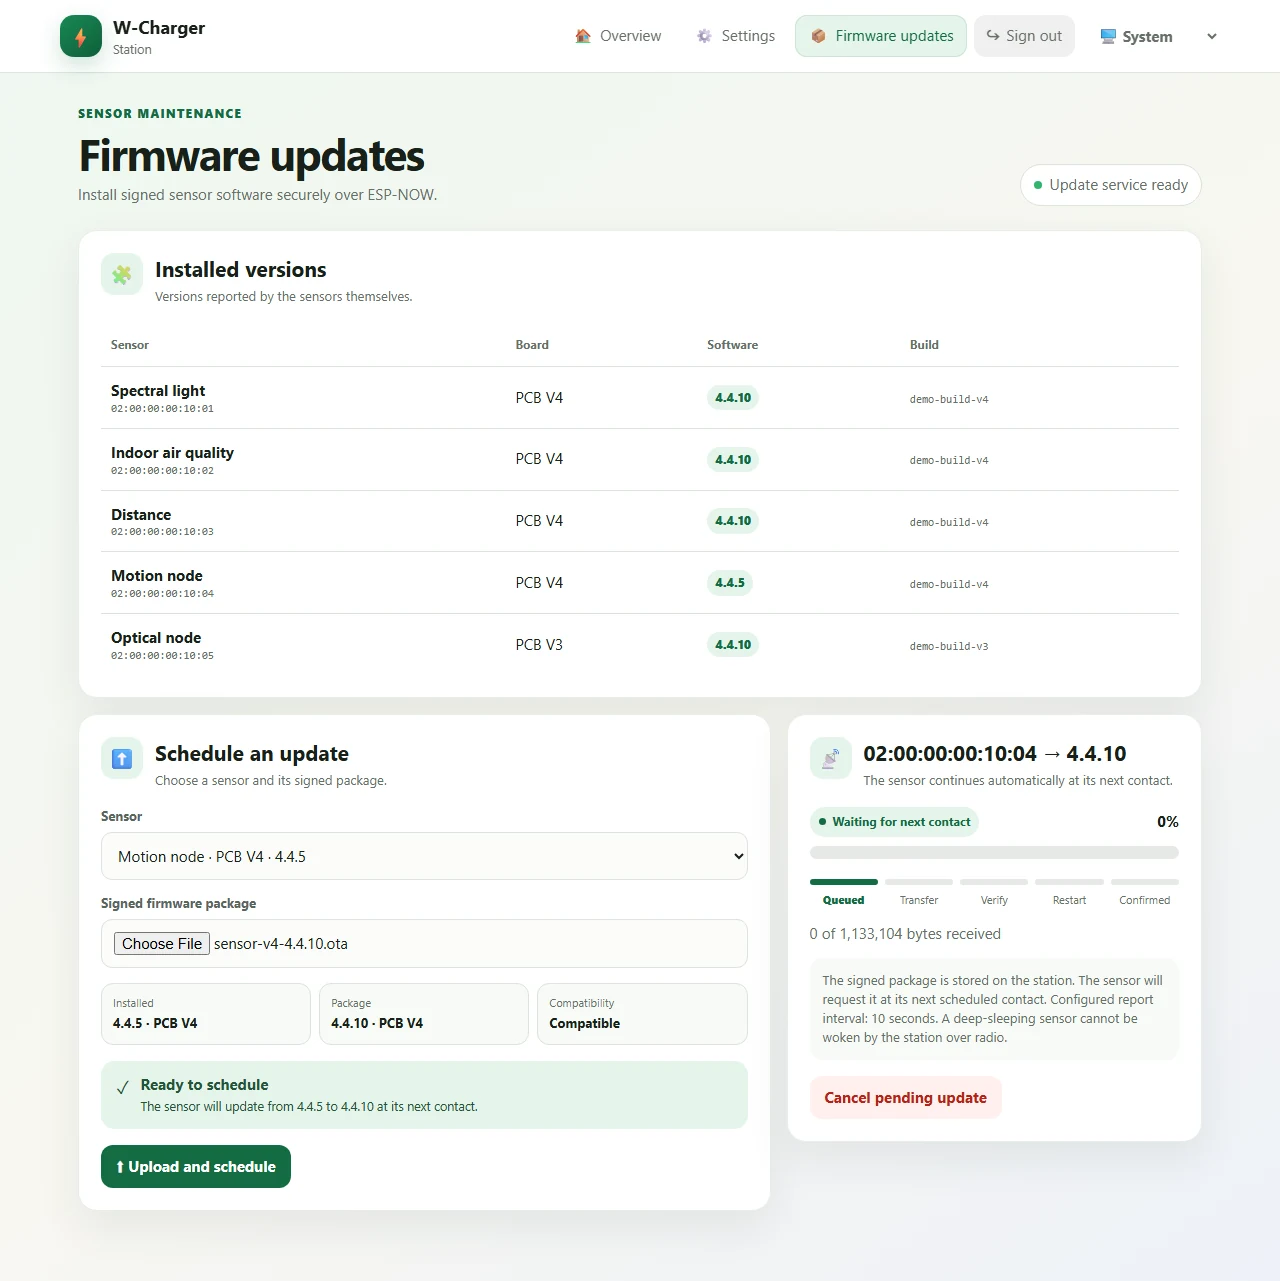 W-Charger
Station
Overview
Settings
Firmware updates
Sign out
System
SENSOR MAINTENANCE
Firmware updates
Install signed sensor software securely over ESP-NOW.
Update service ready
Installed versions
Versions reported by the sensors themselves.
Sensor Board Software Build
Spectral light PCB V4 4.4.10 demo-build-v4
02:00:00:00:10:01
Indoor air quality PCB V4 4.4.10 demo-build-v4
02:00:00:00:10:02
Distance PCB V4 4.4.10 demo-build-v4
02:00:00:00:10:03
Motion node PCB V4 4.4.5 demo-build-v4
02:00:00:00:10:04
Optical node PCB V3 4.4.10 demo-build-v3
02:00:00:00:10:05
Schedule an update
Choose a sensor and its signed package.
Sensor
Motion node · PCB V4 · 4.4.5
Signed firmware package
Choose File sensor-v4-4.4.10.ota
Installed
4.4.5 · PCB V4
Package
4.4.10 · PCB V4
Compatibility
Compatible
Ready to schedule
The sensor will update from 4.4.5 to 4.4.10 at its next contact.
Upload and schedule
02:00:00:00:10:04 → 4.4.10
The sensor continues automatically at its next contact.
Waiting for next contact 0%
Queued Transfer Verify Restart Confirmed
0 of 1,133,104 bytes received
The signed package is stored on the station. The sensor will
request it at its next scheduled contact. Configured report
interval: 10 seconds. A deep-sleeping sensor cannot be
woken by the station over radio.
Cancel pending update